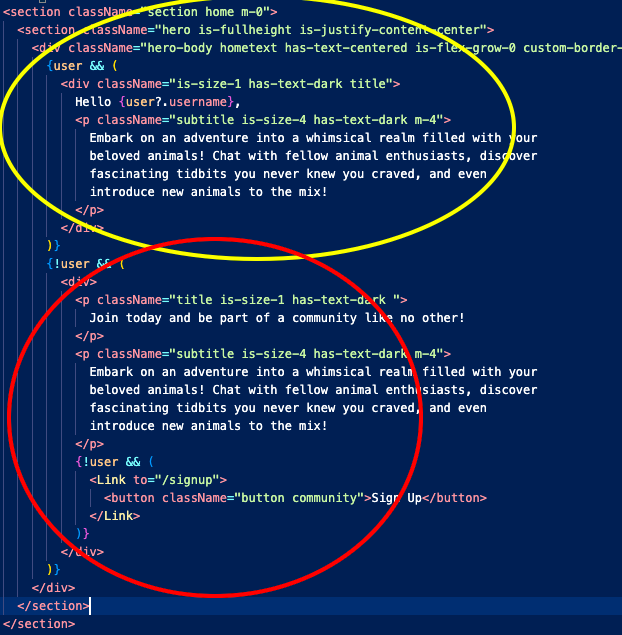 <section className="section home m-0">
<section className="hero is-fullheight is-justify-content-center">
<div className="hero-body hometext has-text-centered is-flex-grow-0 custom-border-
{user && (
<div className="is-size-1 has-text-dark title">
Hello {user?.username},
<p className="subtitle is-size-4 has-text-dark m-4">
Embark on an adventure into a whimsical realm filled with your
beloved animals! Chat with fellow animal enthusiasts, discover
fascinating tidbits you never knew you craved, and even
introduce new animals to the mix!
</p>
</div>
)}
{!user && (
<div>
<p className="title is-size-1 has-text-dark ">
Join today and be part of a community like no other!
</p>
<p className="subtitle is-size-4 has-text-dark m-4">
Embark on an adventure into a whimsical realm filled with your
beloved animals! Chat with fellow animal enthusiasts, discover
fascinating tidbits you never knew you craved, and even
introduce new animals to the mix!
</p>
{!user && (
<Link to="/signup">
<button className="button community">Sign Up</button>
</Link>
)}
</div>
)}
</div>
</section>
</section>